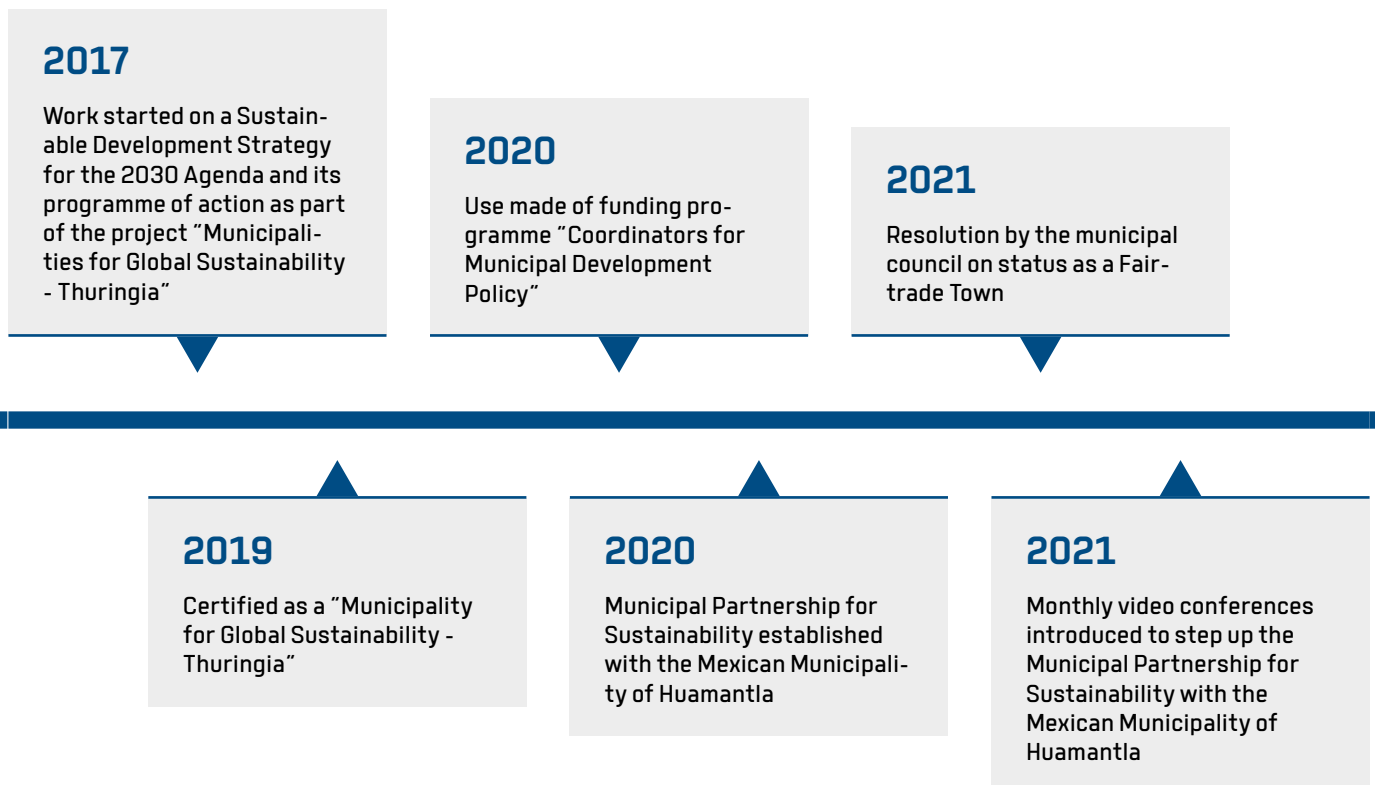 2017
Work started on a Sustain-
able Development Strategy
for the 2030 Agenda and its
programme of action as part
of the project "Municipali-
ties for Global Sustainability
- Thuringia"
2019
Certified as a "Municipality
for Global Sustainability -
Thuringia"
2020
Use made of funding pro-
gramme "Coordinators for
Municipal Development
Policy"
2020
Municipal Partnership for
Sustainability established
with the Mexican Municipali-
ty of Huamantla
2021
Resolution by the municipal
council on status as a Fair-
trade Town
2021
Monthly video conferences
introduced to step up the
Municipal Partnership for
Sustainability with the
Mexican Municipality of
Huamantla